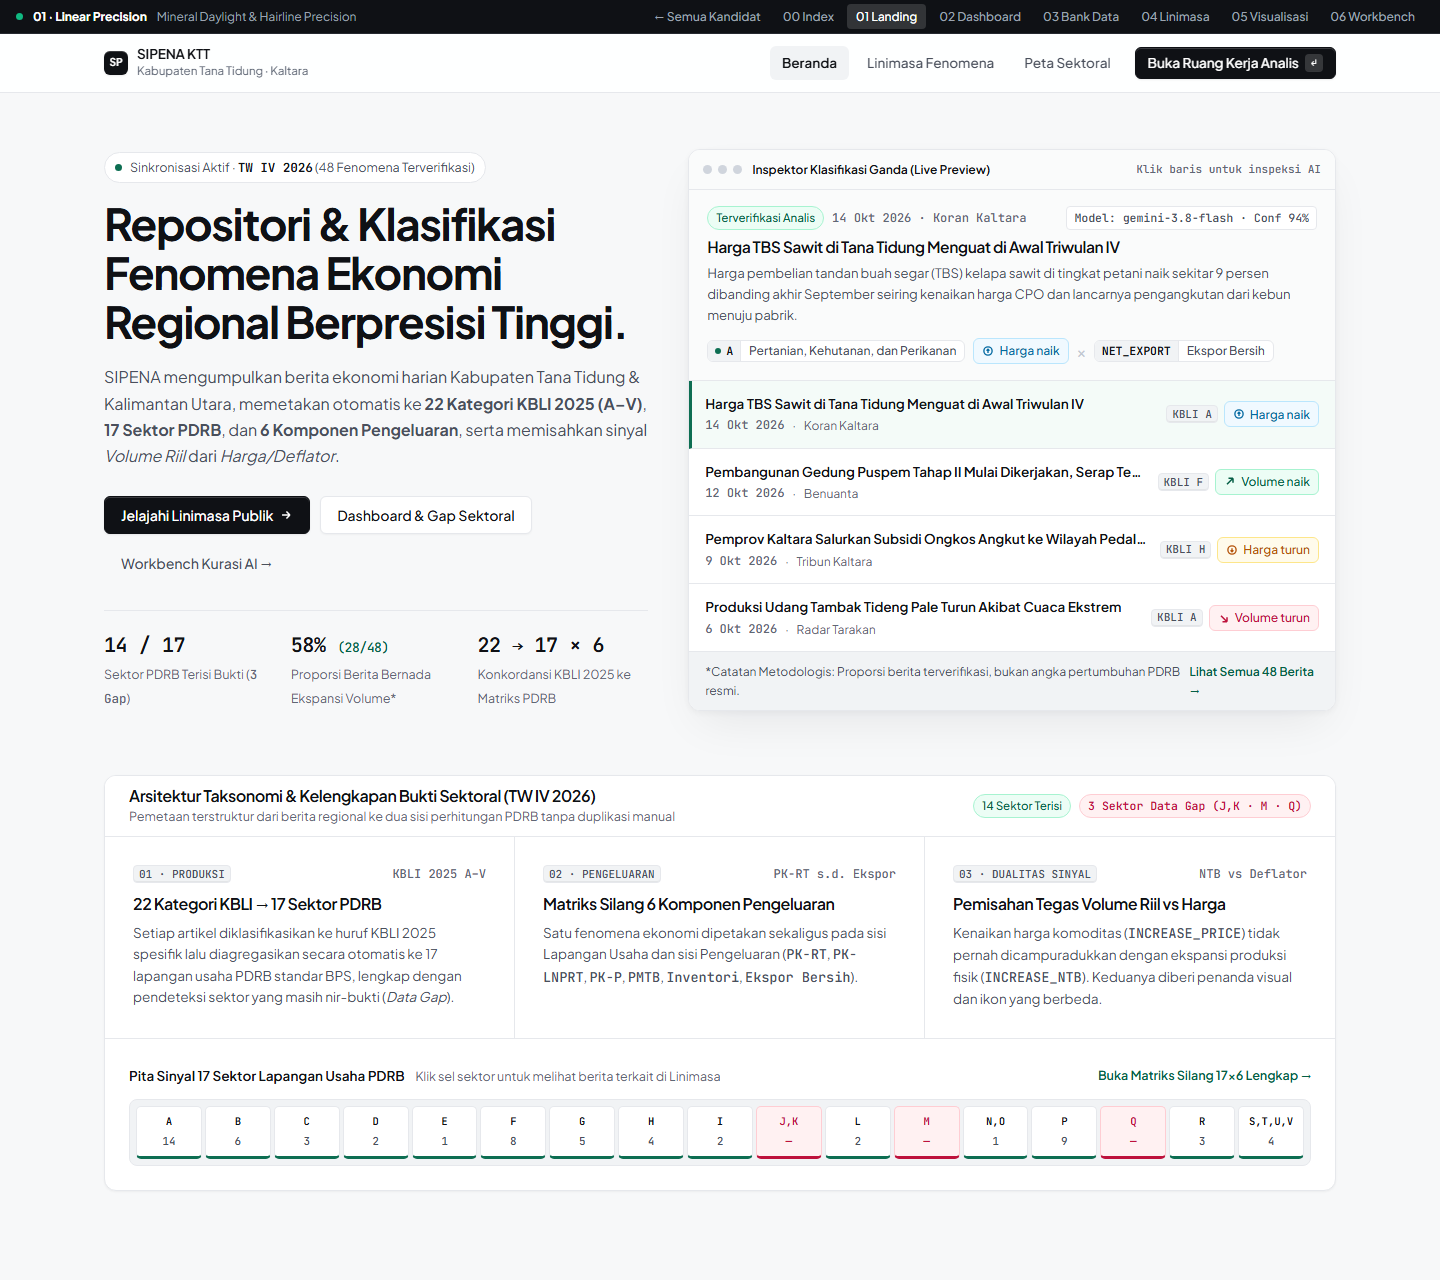 01 · Linear Precision Mineral Daylight & Hairline Precision ← Semua Kandidat 00 Index 01 Landing 02 Dashboard 03 Bank Data 04 Linimasa 05 Visualisasi 06 Workbench
SP SIPENA KTT
Kabupaten Tana Tidung · Kaltara
Beranda Linimasa Fenomena Peta Sektoral Buka Ruang Kerja Analis ↵
Sinkronisasi Aktif · TW IV 2026 (48 Fenomena Terverifikasi)
Repositori & Klasifikasi
Fenomena Ekonomi
Regional Berpresisi Tinggi.
SIPENA mengumpulkan berita ekonomi harian Kabupaten Tana Tidung &
Kalimantan Utara, memetakan otomatis ke 22 Kategori KBLI 2025 (A–V),
17 Sektor PDRB, dan 6 Komponen Pengeluaran, serta memisahkan sinyal
Volume Riil dari Harga/Deflator.
Jelajahi Linimasa Publik → Dashboard & Gap Sektoral
Workbench Kurasi AI →
14 / 17
Sektor PDRB Terisi Bukti (3
Gap)
58% (28/48)
Proporsi Berita Bernada
Ekspansi Volume*
22 → 17 × 6
Konkordansi KBLI 2025 ke
Matriks PDRB
Inspektor Klasifikasi Ganda (Live Preview) Klik baris untuk inspeksi AI
Terverifikasi Analis 14 Okt 2026 · Koran Kaltara Model: gemini-3.8-flash · Conf 94%
Harga TBS Sawit di Tana Tidung Menguat di Awal Triwulan IV
Harga pembelian tandan buah segar (TBS) kelapa sawit di tingkat petani naik sekitar 9 persen
dibanding akhir September seiring kenaikan harga CPO dan lancarnya pengangkutan dari kebun
menuju pabrik.
A Pertanian, Kehutanan, dan Perikanan Harga naik × NET_EXPORT Ekspor Bersih
Harga TBS Sawit di Tana Tidung Menguat di Awal Triwulan IV
14 Okt 2026 · Koran Kaltara
KBLI A Harga naik
Pembangunan Gedung Puspem Tahap II Mulai Dikerjakan, Serap Te...
12 Okt 2026 · Benuanta
KBLI F Volume naik
Pemprov Kaltara Salurkan Subsidi Ongkos Angkut ke Wilayah Pedal...
9 Okt 2026 · Tribun Kaltara
KBLI H Harga turun
Produksi Udang Tambak Tideng Pale Turun Akibat Cuaca Ekstrem
6 Okt 2026 · Radar Tarakan
KBLI A Volume turun
*Catatan Metodologis: Proporsi berita terverifikasi, bukan angka pertumbuhan PDRB
resmi.
Lihat Semua 48 Berita
→
Arsitektur Taksonomi & Kelengkapan Bukti Sektoral (TW IV 2026)
Pemetaan terstruktur dari berita regional ke dua sisi perhitungan PDRB tanpa duplikasi manual
14 Sektor Terisi 3 Sektor Data Gap (J,K · M · Q)
01 · PRODUKSI KBLI 2025 A–V
22 Kategori KBLI → 17 Sektor PDRB
Setiap artikel diklasifikasikan ke huruf KBLI 2025
spesifik lalu diagregasikan secara otomatis ke 17
lapangan usaha PDRB standar BPS, lengkap dengan
pendeteksi sektor yang masih nir-bukti (Data Gap).
02 · PENGELUARAN PK-RT s.d. Ekspor
Matriks Silang 6 Komponen Pengeluaran
Satu fenomena ekonomi dipetakan sekaligus pada sisi
Lapangan Usaha dan sisi Pengeluaran (PK-RT, PK-
LNPRT, PK-P, PMTB, Inventori, Ekspor Bersih).
03 · DUALITAS SINYAL NTB vs Deflator
Pemisahan Tegas Volume Riil vs Harga
Kenaikan harga komoditas (INCREASE_PRICE) tidak
pernah dicampuradukkan dengan ekspansi produksi
fisik (INCREASE_NTB). Keduanya diberi penanda visual
dan ikon yang berbeda.
Pita Sinyal 17 Sektor Lapangan Usaha PDRB Klik sel sektor untuk melihat berita terkait di Linimasa Buka Matriks Silang 17×6 Lengkap →
A B C D E F G H I J,K L M N,O P Q R S,T,U,V
14 6 3 2 1 8 5 4 2 — 2 — 1 9 — 3 4